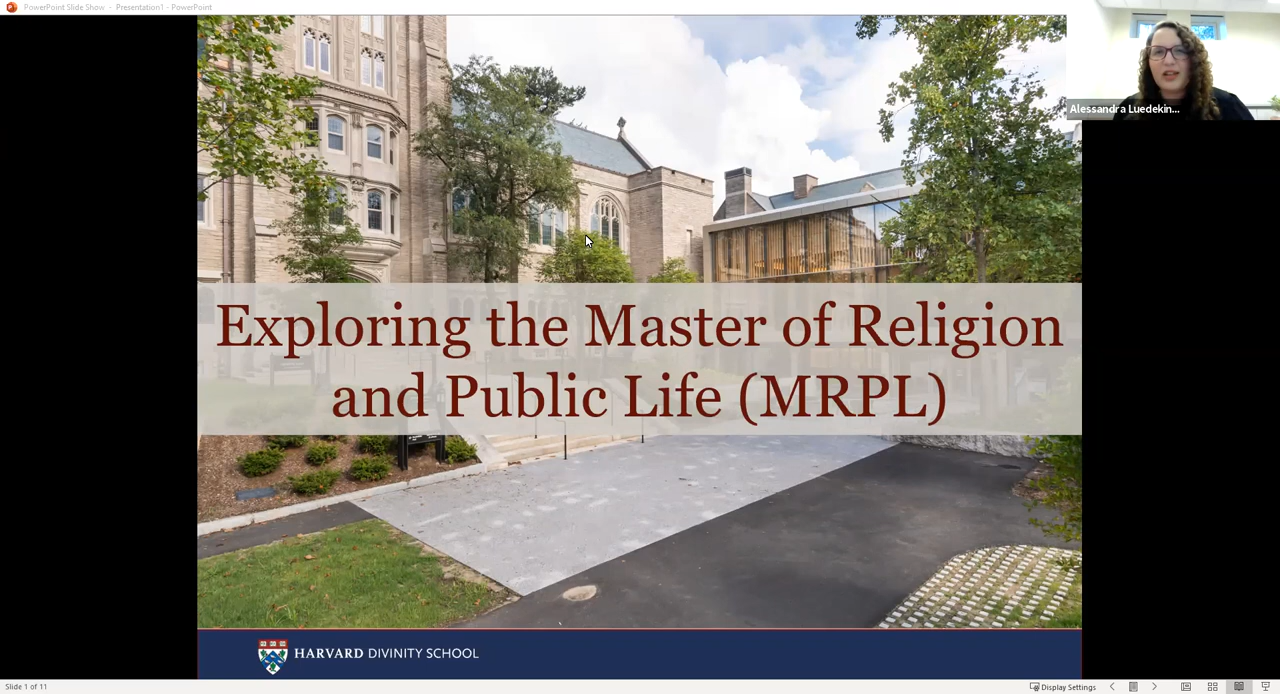 PowerPoint Slide Show - Presentation1 - PowerPoint
Alessandra Luedekin...
Exploring the Master of Religion
and Public Life (MRPL)
HARVARD DIVINITY SCHOOL
Slide 1 of 11
Display Settings